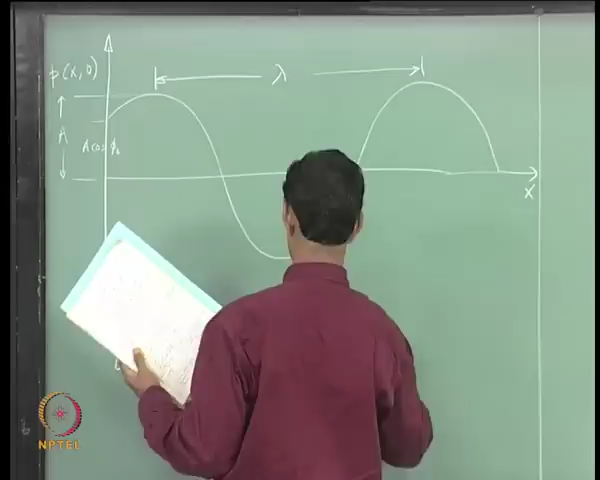 p(x,0)
λ
A
A cos ϕ₀
x
NPTEL